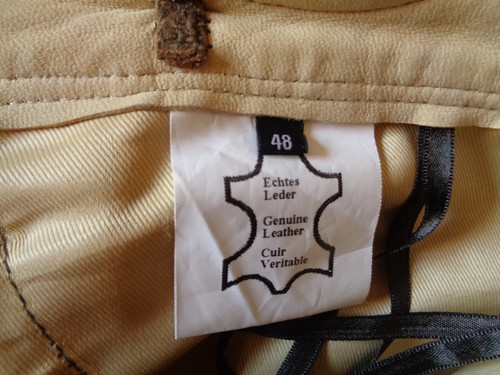 48
Echtes
Leder
Genuine
Leather
Cuir
Veritable